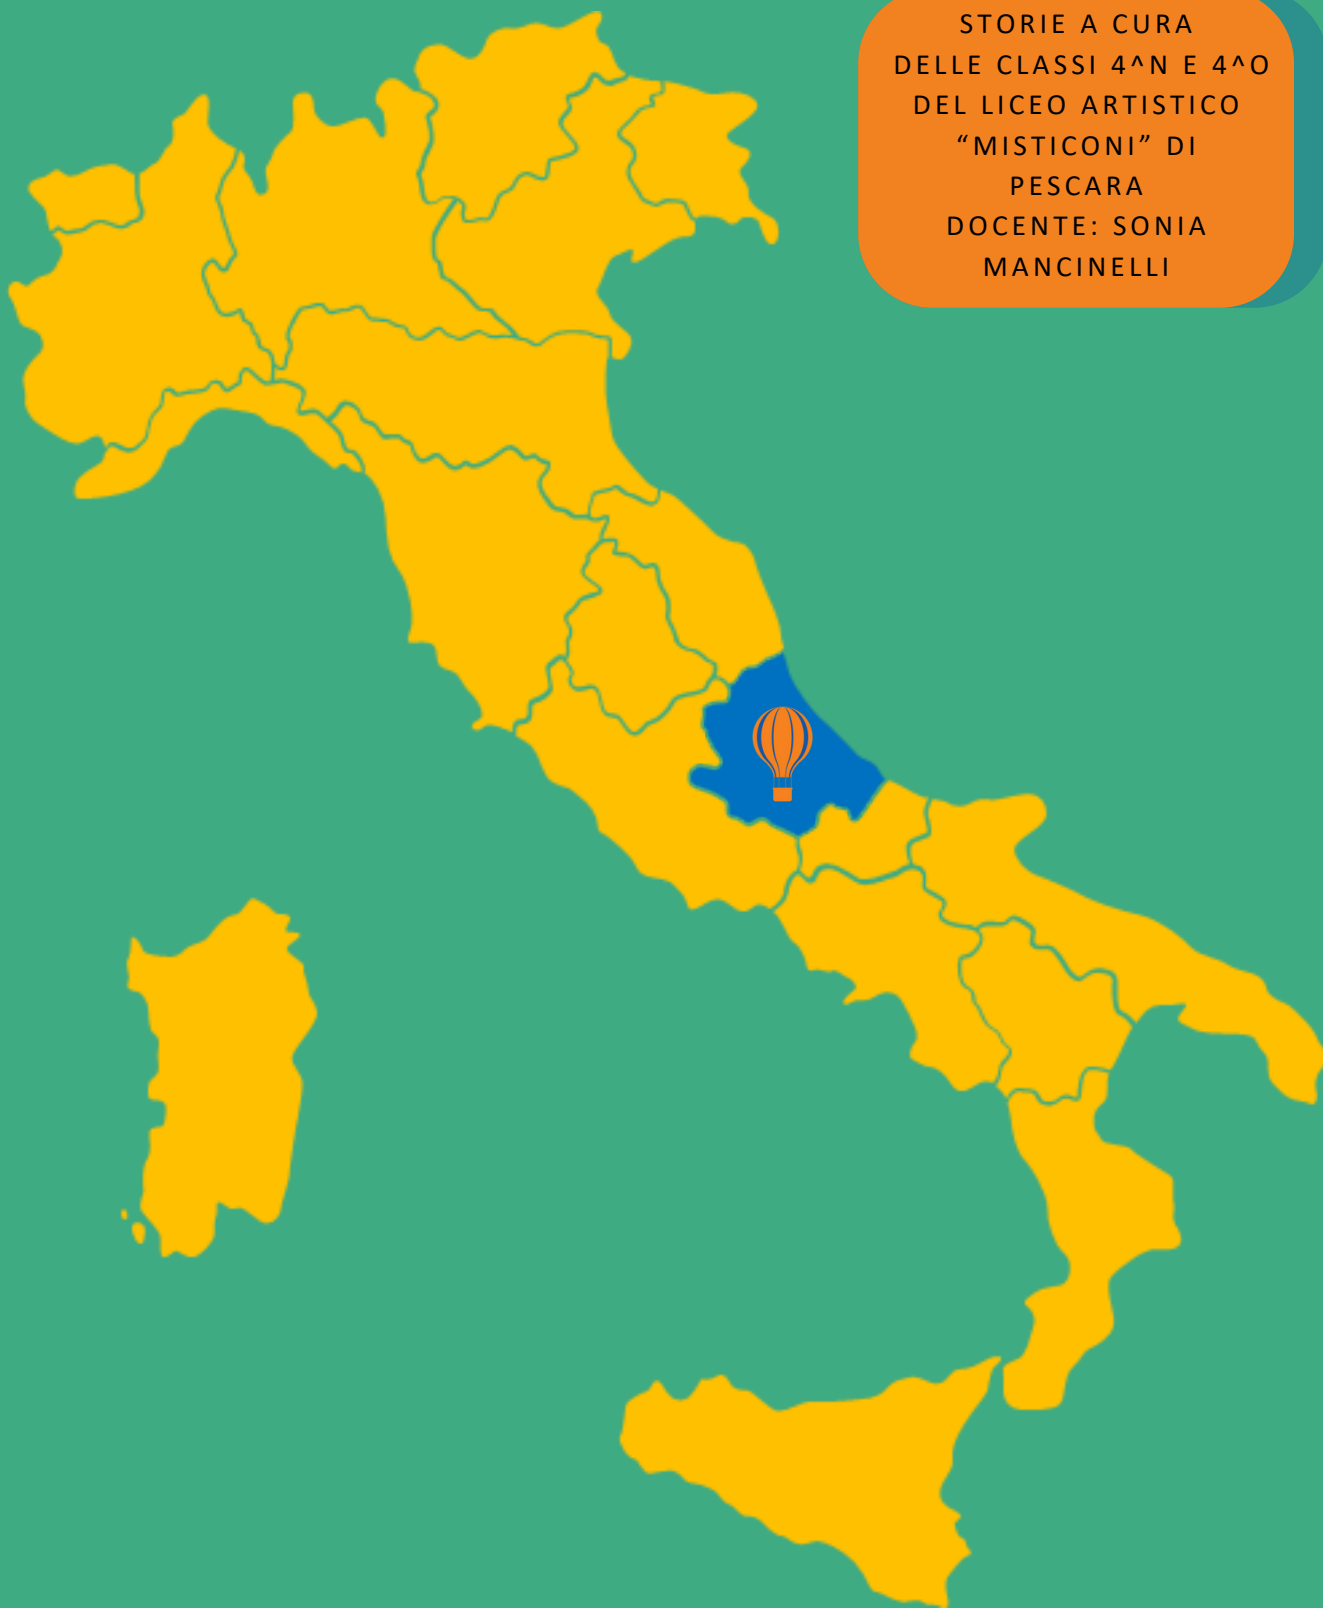 STORIE A CURA
DELLE CLASSI 4^N E 4^O
DEL LICEO ARTISTICO
“MISTICONI” DI
PESCARA
DOCENTE: SONIA
MANCINELLI